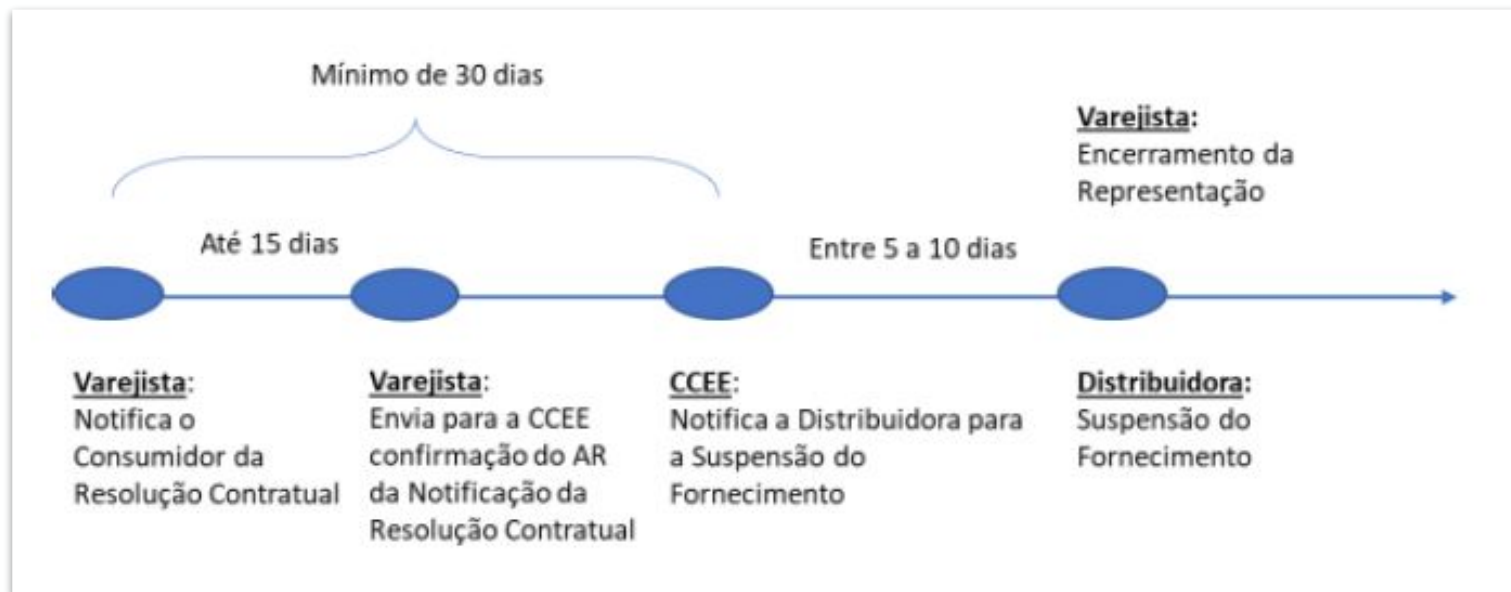 Mínimo de 30 dias
Varejista:
Encerramento da
Representação
Até 15 dias
Entre 5 a 10 dias
Varejista:
Notifica o
Consumidor da
Resolução Contratual
Varejista:
Envia para a CCEE
confirmação do AR
da Notificação da
Resolução Contratual
CCEE:
Notifica a Distribuidora para
a Suspensão do
Fornecimento
Distribuidora:
Suspensão do
Fornecimento